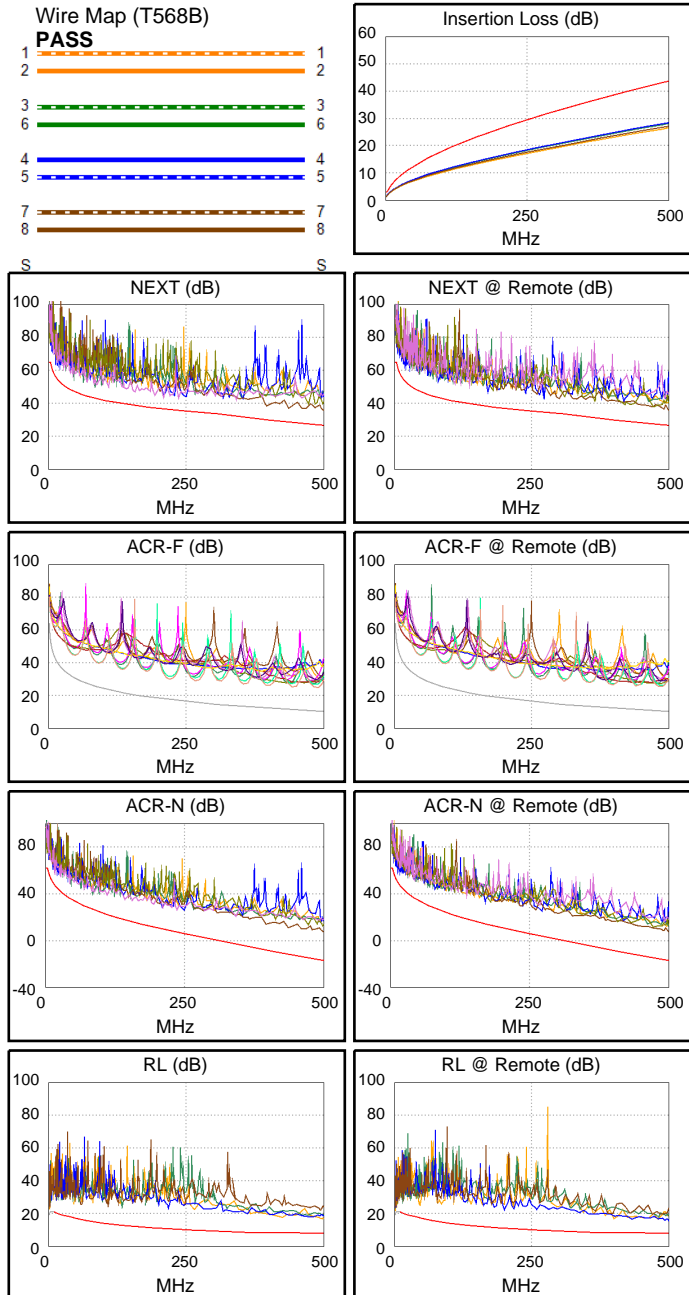 Wire Map (T568B)
PASS
1 1
2 2
3 3
6 6
4 4
5 5
7 7
8 8
S S
Insertion Loss (dB)
60
50
40
30
20
10
0
0 250 500
MHz
NEXT (dB)
100
80
60
40
20
0
0 250 500
MHz
NEXT @ Remote (dB)
100
80
60
40
20
0
0 250 500
MHz
ACR-F (dB)
100
80
60
40
20
0
0 250 500
MHz
ACR-F @ Remote (dB)
100
80
60
40
20
0
0 250 500
MHz
ACR-N (dB)
80
40
0
-40
0 250 500
MHz
ACR-N @ Remote (dB)
80
40
0
-40
0 250 500
MHz
RL (dB)
100
80
60
40
20
0
0 250 500
MHz
RL @ Remote (dB)
100
80
60
40
20
0
0 250 500
MHz